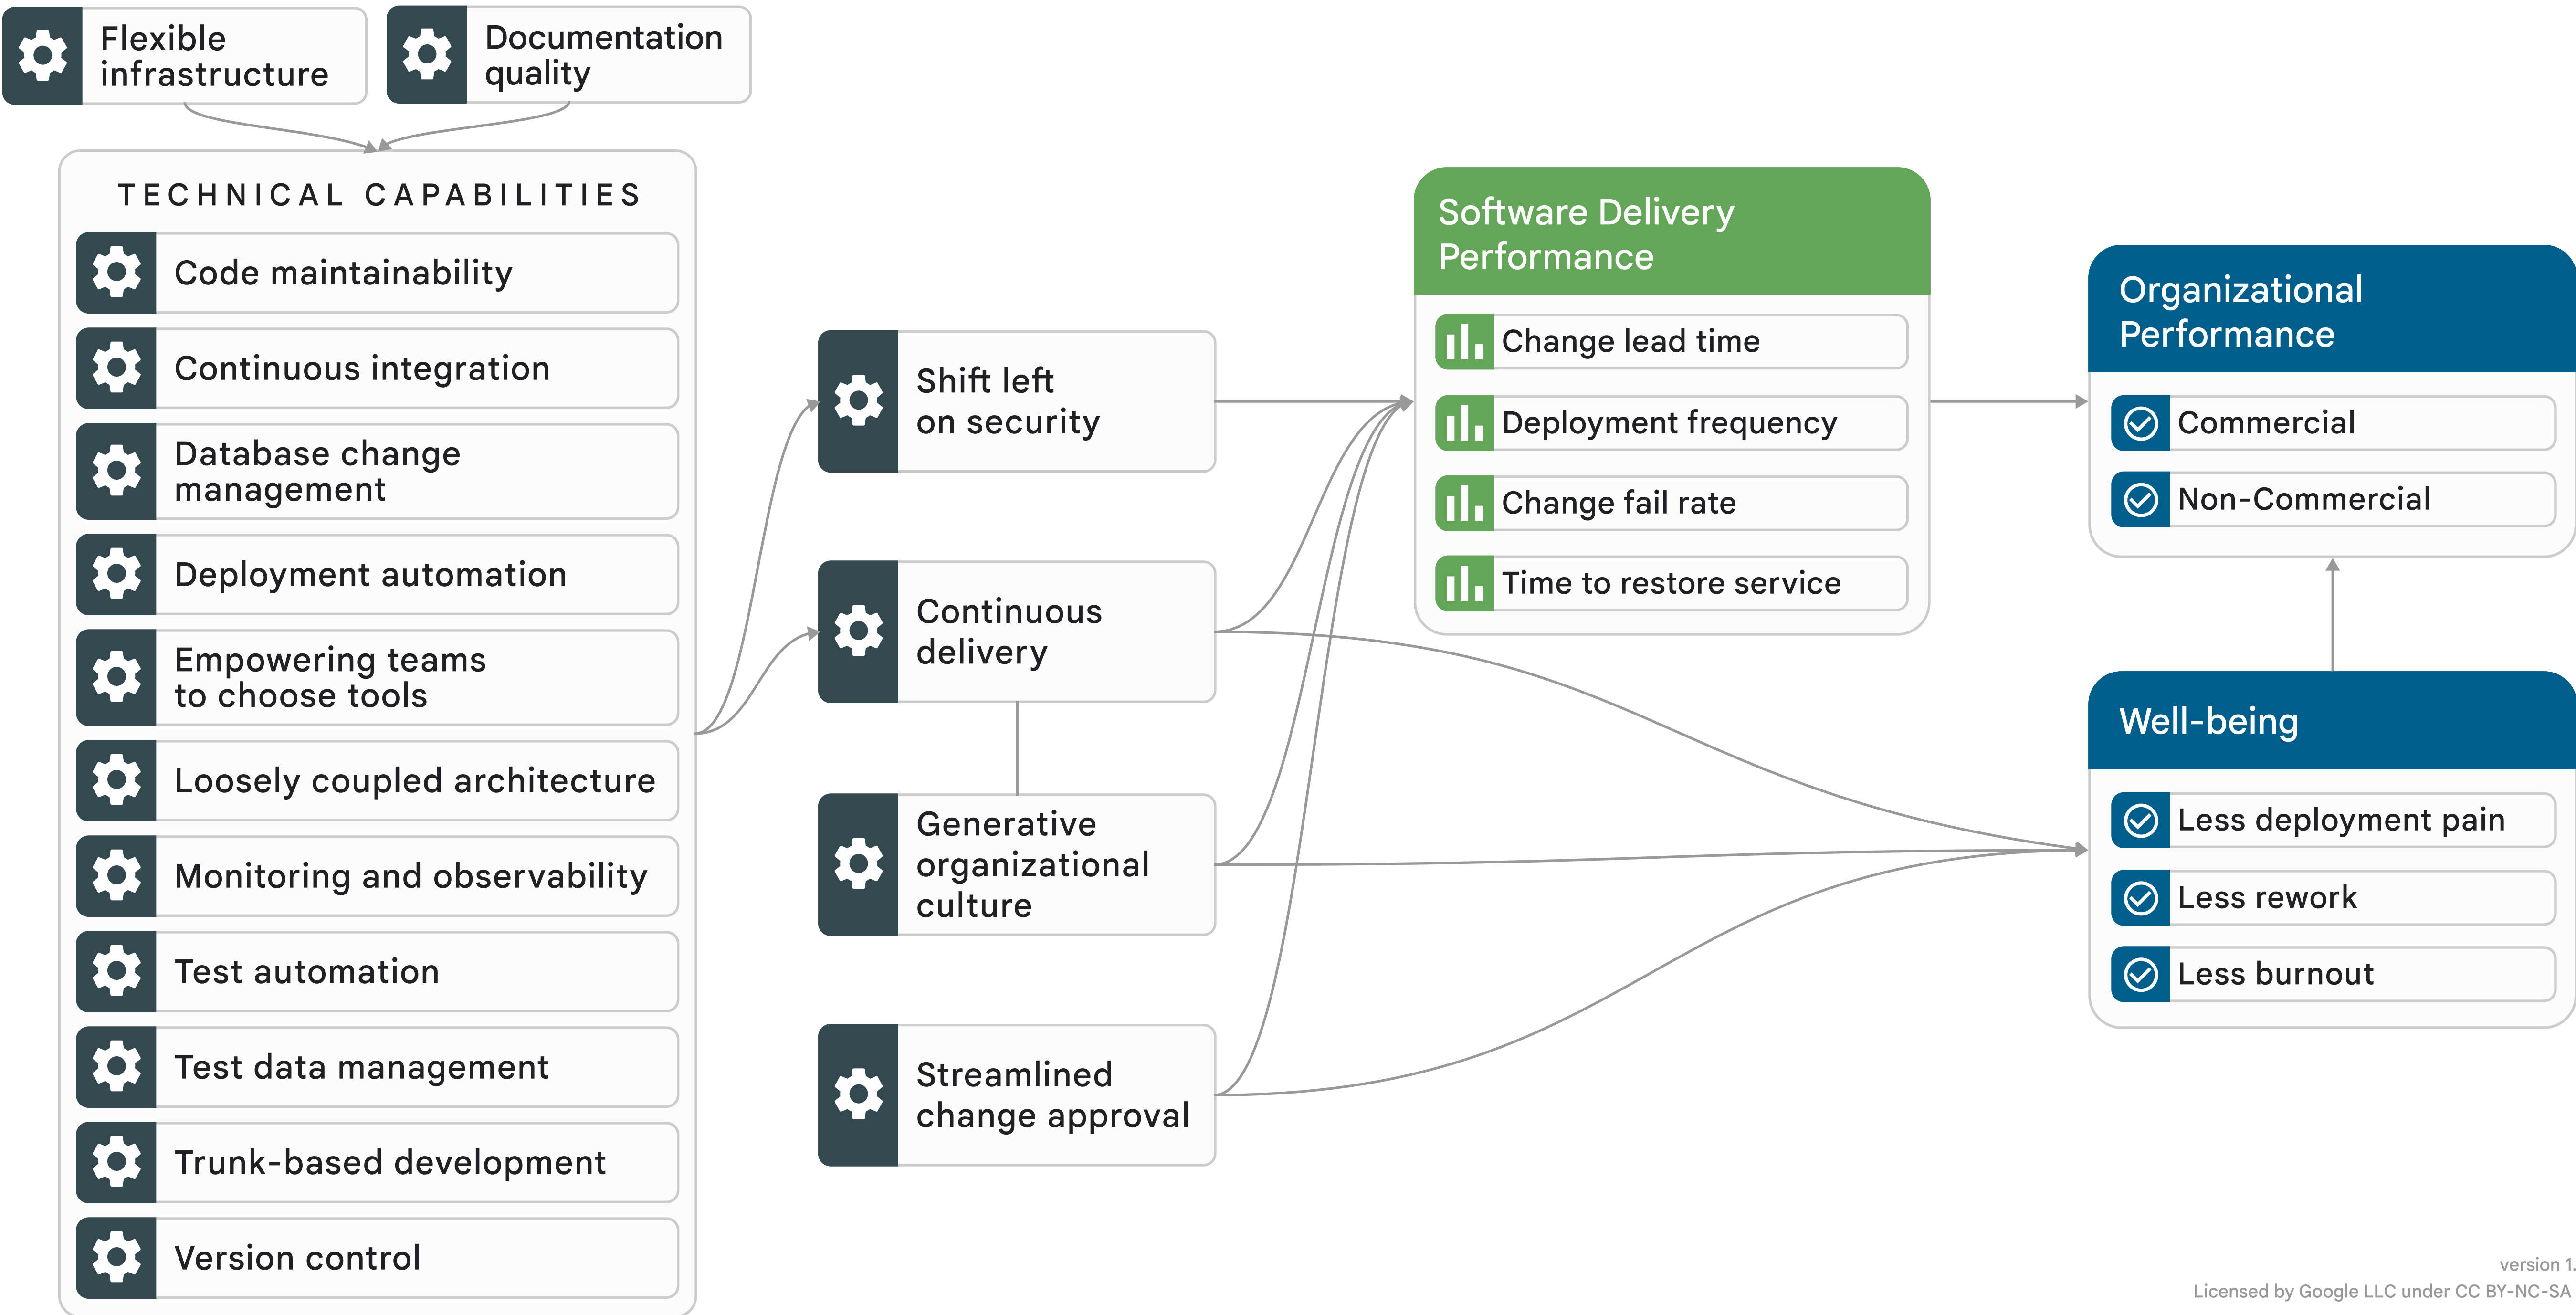 Flexible
infrastructure
Documentation
quality
TECHNICAL CAPABILITIES
Code maintainability
Continuous integration
Database change
management
Deployment automation
Empowering teams
to choose tools
Loosely coupled architecture
Monitoring and observability
Test automation
Test data management
Trunk-based development
Version control
Shift left
on security
Continuous
delivery
Generative
organizational
culture
Streamlined
change approval
Software Delivery
Performance
Change lead time
Deployment frequency
Change fail rate
Time to restore service
Organizational
Performance
Commercial
Non-Commercial
Well-being
Less deployment pain
Less rework
Less burnout
version 1.
Licensed by Google LLC under CC BY-NC-SA